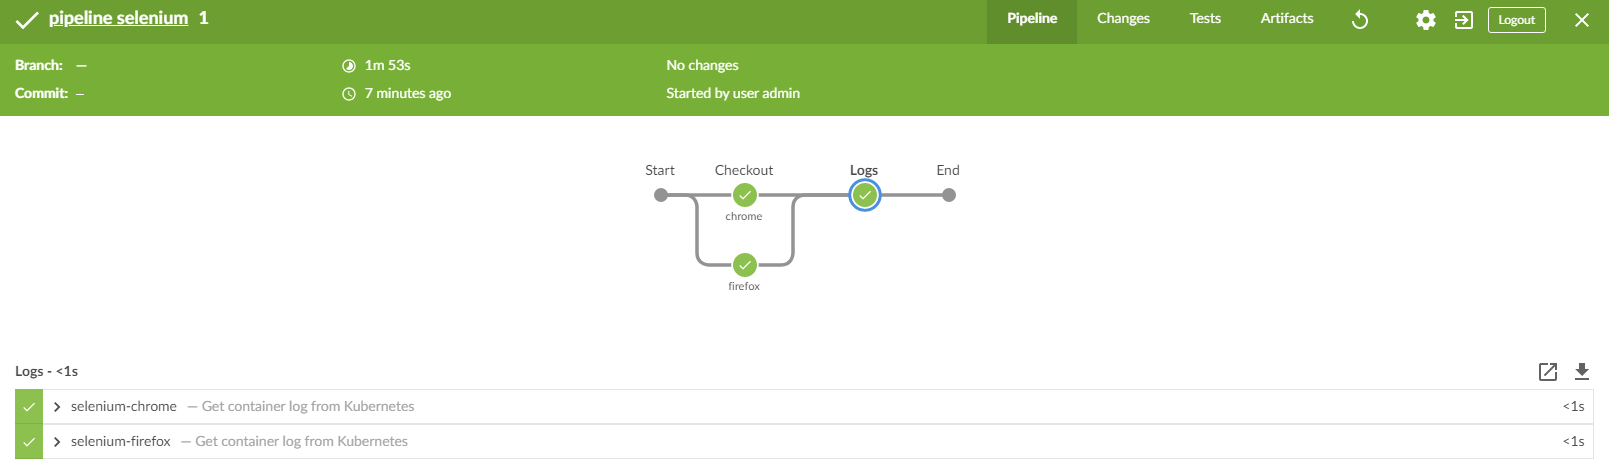 pipeline selenium 1
Pipeline Changes Tests Artifacts Logout
Branch: — 1m 53s No changes
Commit: – 7 minutes ago Started by user admin
Start Checkout Logs End
chrome
firefox
Logs - <1s
selenium-chrome — Get container log from Kubernetes <1s
selenium-firefox — Get container log from Kubernetes <1s